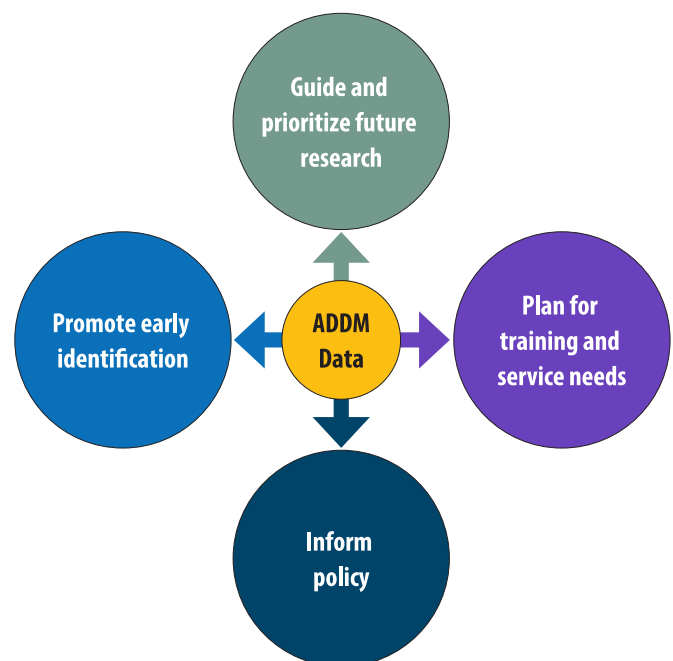 Guide and
prioritize future
research
Promote early
identification
ADDM
Data
Plan for
training and
service needs
Inform
policy